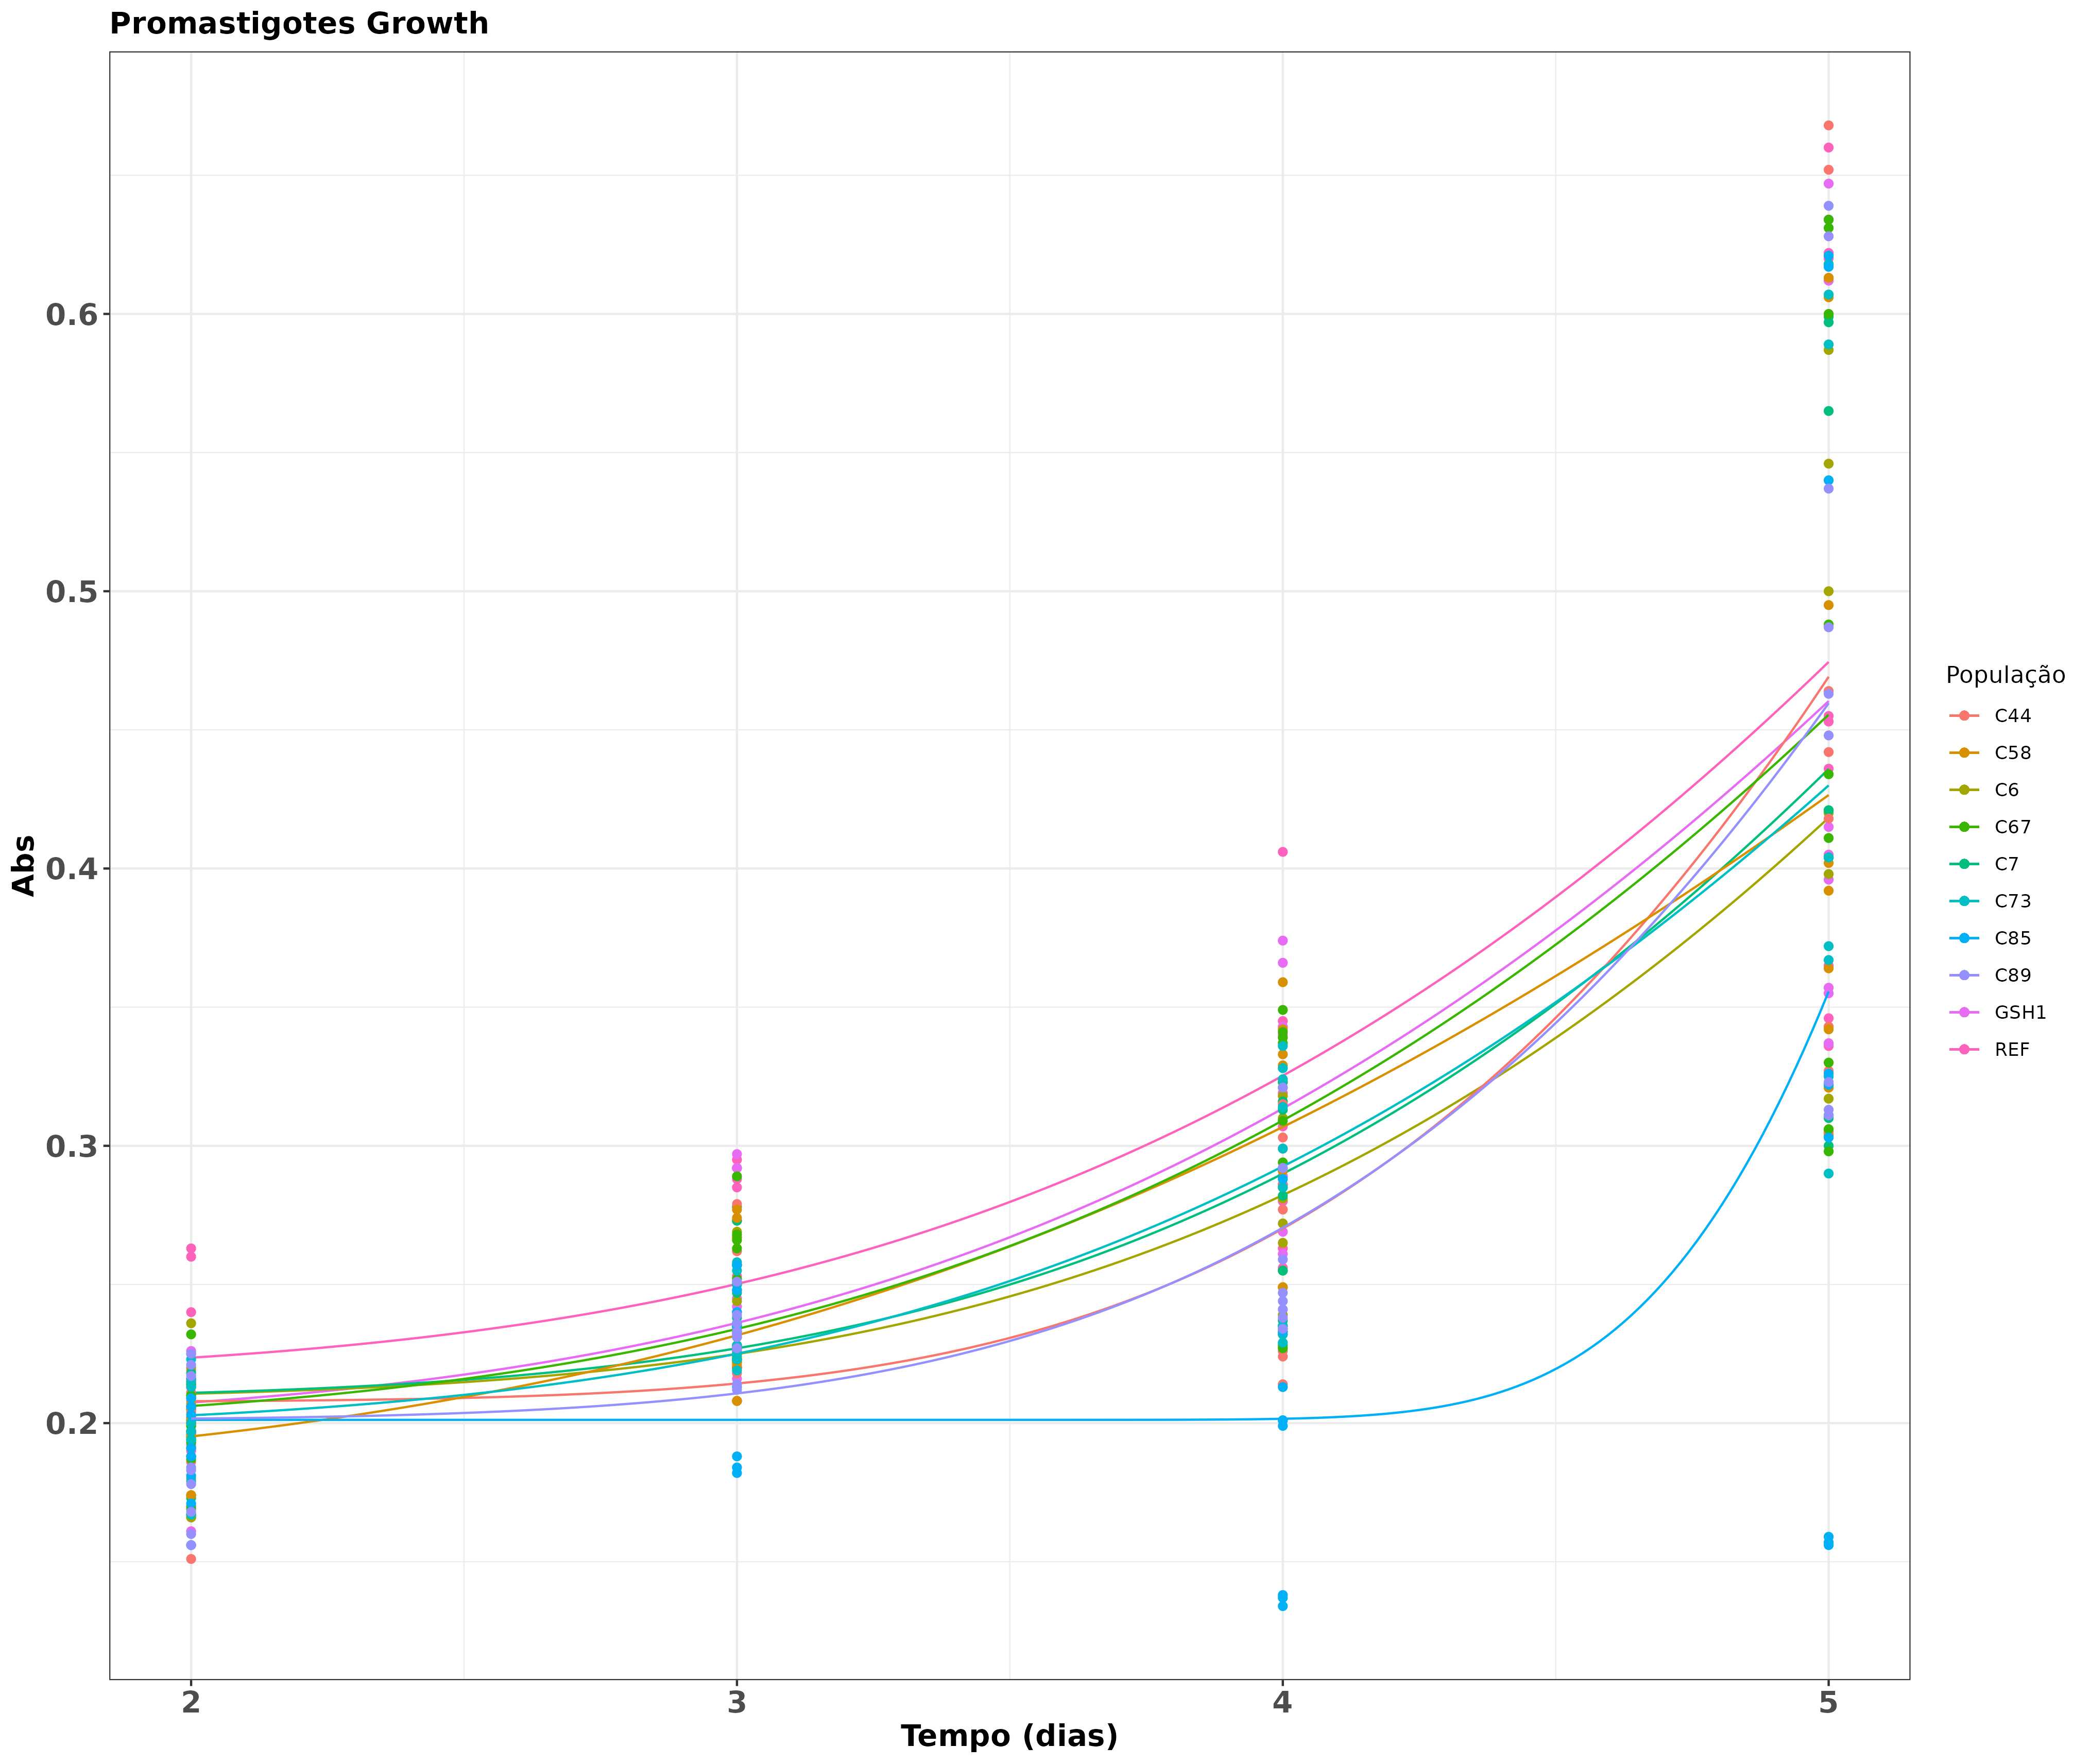 Promastigotes Growth
Abs
0.6
0.5
0.4
0.3
0.2
2 3 4 5
Tempo (dias)
População
C44
C58
C6
C67
C7
C73
C85
C89
GSH1
REF